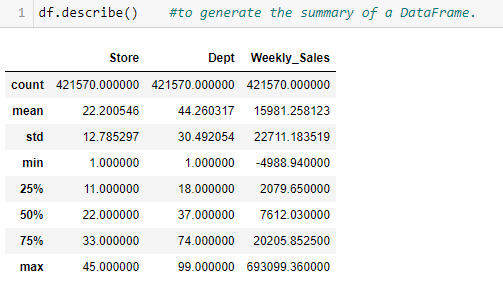 1 df.describe() #to generate the summary of a DataFrame.
Store Dept Weekly_Sales
count 421570.000000 421570.000000 421570.000000
mean 22.200546 44.260317 15981.258123
std 12.785297 30.492054 22711.183519
min 1.000000 1.000000 -4988.940000
25% 11.000000 18.000000 2079.650000
50% 22.000000 37.000000 7612.030000
75% 33.000000 74.000000 20205.852500
max 45.000000 99.000000 693099.360000